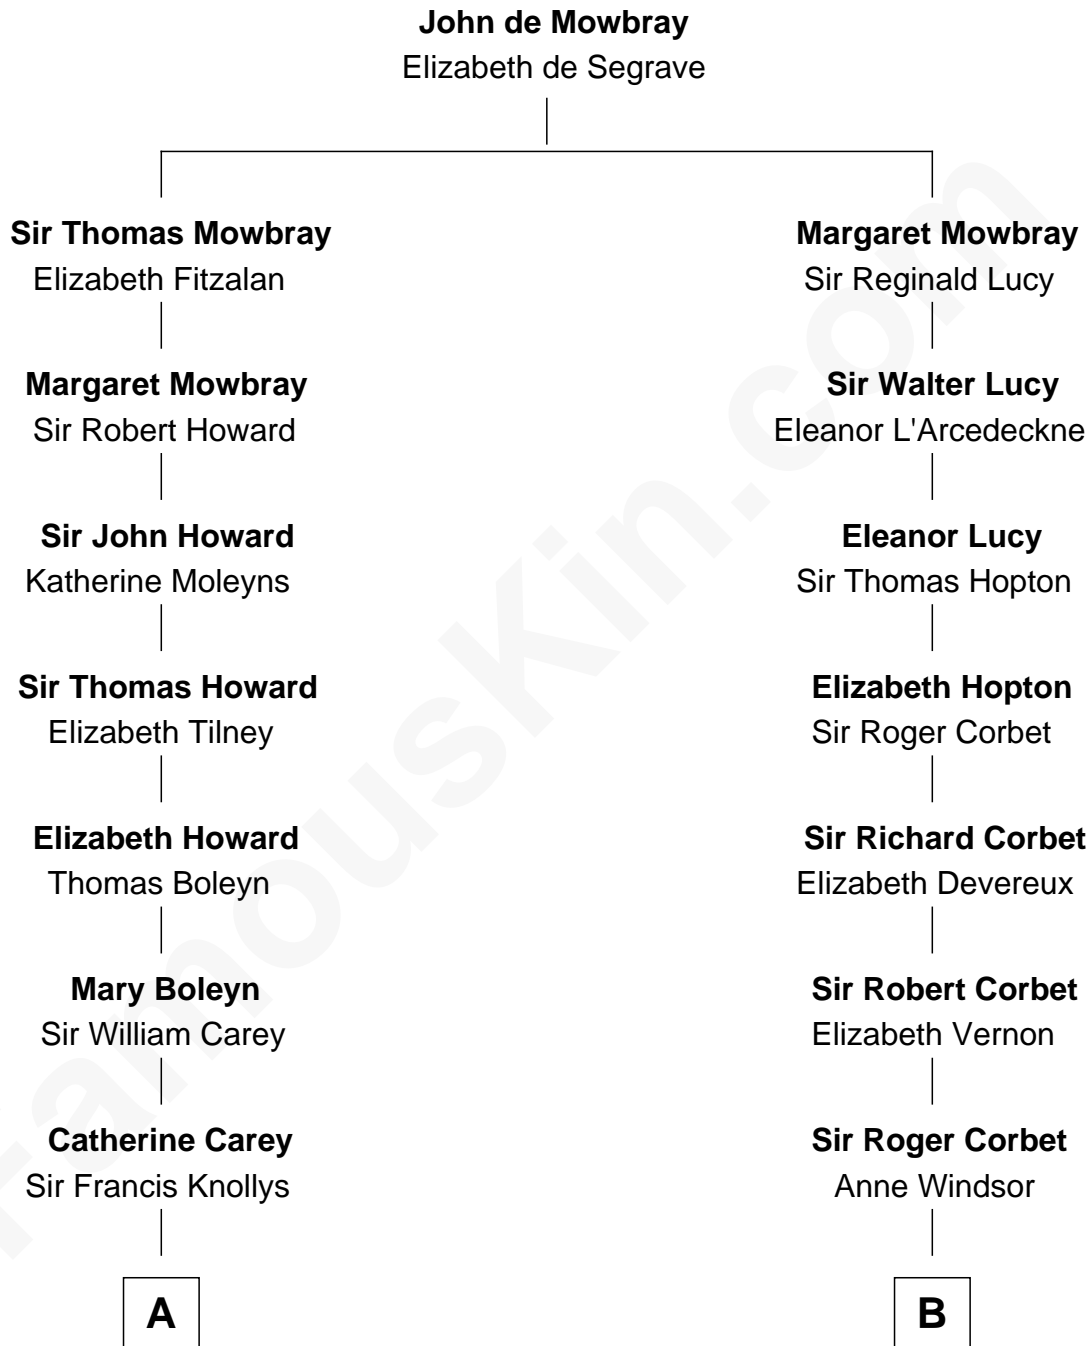 John de Mowbray
Elizabeth de Segrave
Sir Thomas Mowbray
Elizabeth Fitzalan
Margaret Mowbray
Sir Robert Howard
Sir John Howard
Katherine Moleyns
Sir Thomas Howard
Elizabeth Tilney
Elizabeth Howard
Thomas Boleyn
Mary Boleyn
Sir William Carey
Catherine Carey
Sir Francis Knollys
A
Margaret Mowbray
Sir Reginald Lucy
Sir Walter Lucy
Eleanor L'Arcedeckne
Eleanor Lucy
Sir Thomas Hopton
Elizabeth Hopton
Sir Roger Corbet
Sir Richard Corbet
Elizabeth Devereux
Sir Robert Corbet
Elizabeth Vernon
Sir Roger Corbet
Anne Windsor
B
FamousKin.com